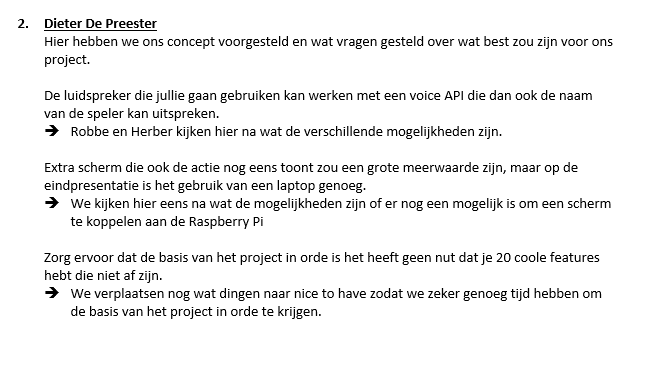 2. Dieter De Preester
Hier hebben we ons concept voorgesteld en wat vragen gesteld over wat best zou zijn voor ons
project.
De luidspreker die jullie gaan gebruiken kan werken met een voice API die dan ook de naam
van de speler kan uitspreken.
→ Robbe en Herber kijken hier na wat de verschillende mogelijkheden zijn.
Extra scherm die ook de actie nog eens toont zou een grote meerwaarde zijn, maar op de
eindpresentatie is het gebruik van een laptop genoeg.
→ We kijken hier eens na wat de mogelijkheden zijn of er nog een mogelijk is om een scherm
te koppelen aan de Raspberry Pi
Zorg ervoor dat de basis van het project in orde is het heeft geen nut dat je 20 coole features
hebt die niet af zijn.
→ We verplaatsen nog wat dingen naar nice to have zodat we zeker genoeg tijd hebben om
de basis van het project in orde te krijgen.